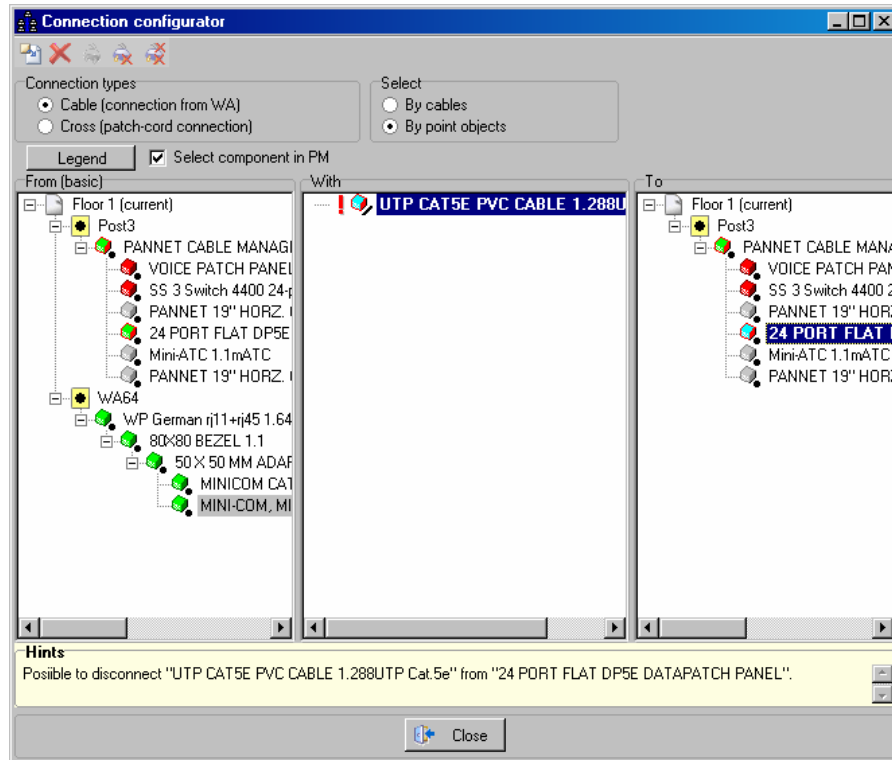 Connection configurator
Connection types
Cable (connection from WA)
Cross (patch-cord connection)
Select
By cables
By point objects
Legend
Select component in PM
From (basic)
Floor 1 (current)
Post3
PANNET CABLE MANAGI
VOICE PATCH PANEL
SS 3 Switch 4400 24-p
PANNET 19" HORZ. (
24 PORT FLAT DP5E
Mini-ATC 1.1mATC
PANNET 19" HORZ. (
WA64
WP German rj11+rj45 1.64
80X80 BEZEL 1.1
50 X 50 MM ADAF
MINICOM CAT
MINI-COM, MI
With
UTP CAT5E PVC CABLE 1.288U
To
Floor 1 (current)
Post3
PANNET CABLE MANA
VOICE PATCH PAN
SS 3 Switch 4400 2
PANNET 19" HORZ
24 PORT FLAT
Mini-ATC 1.1mATC
PANNET 19" HORZ
Hints
Posiible to disconnect "UTP CAT5E PVC CABLE 1.288UTP Cat.5e" from "24 PORT FLAT DP5E DATAPATCH PANEL".
Close